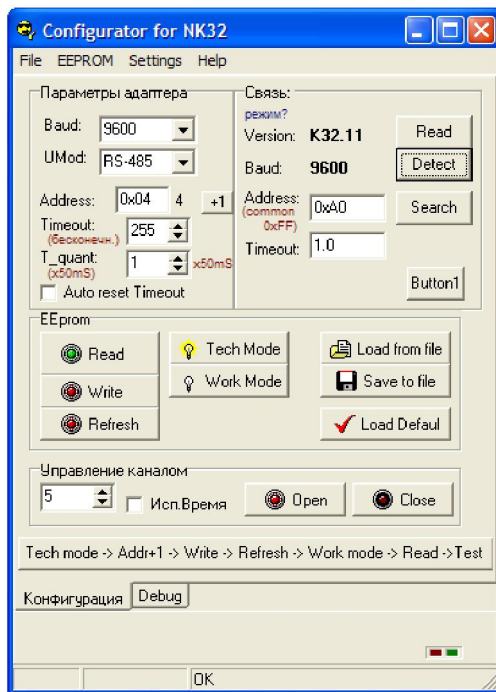 Configurator for NK32
File EEPROM Settings Help
Параметры адаптера
Baud: 9600
UMod: RS-485
Address: 0x04 4 +1
Timeout: 255
(бесконечн.)
T_quant: 1 x50mS
(x50mS)
Auto reset Timeout
Связь:
режим?
Version: K32.11 Read
Baud: 9600 Detect
Address: 0xA0 Search
(common
0xFF)
Timeout: 1.0
Button1
EEprom
Read Tech Mode Load from file
Write Work Mode Save to file
Refresh Load Defaul
Управление каналом
5 Исп.Время Open Close
Tech mode -> Addr+1 -> Write -> Refresh -> Work mode -> Read ->Test
Конфигурация Debug
OK